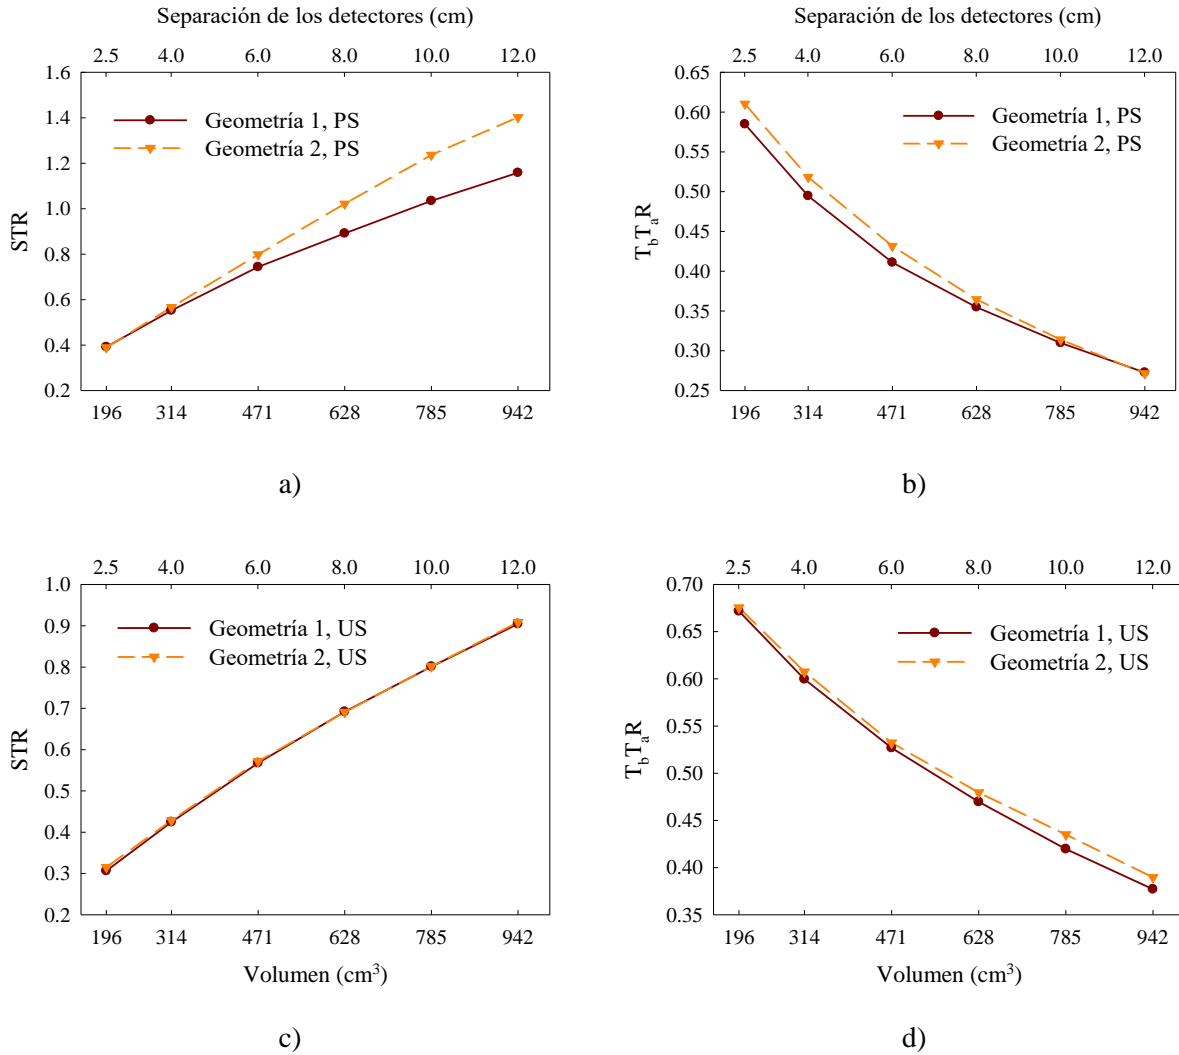 Separación de los detectores (cm)
2.5 4.0 6.0 8.0 10.0 12.0
1.6
1.4
1.2
1.0
0.8
0.6
0.4
0.2
STR
Geometría 1, PS
Geometría 2, PS
196 314 471 628 785 942
a)
Separación de los detectores (cm)
2.5 4.0 6.0 8.0 10.0 12.0
0.65
0.60
0.55
0.50
0.45
0.40
0.35
0.30
0.25
TbTaR
Geometría 1, PS
Geometría 2, PS
196 314 471 628 785 942
b)
2.5 4.0 6.0 8.0 10.0 12.0
1.0
0.9
0.8
0.7
0.6
0.5
0.4
0.3
0.2
STR
Geometría 1, US
Geometría 2, US
196 314 471 628 785 942
Volumen (cm³)
c)
2.5 4.0 6.0 8.0 10.0 12.0
0.70
0.65
0.60
0.55
0.50
0.45
0.40
0.35
TbTaR
Geometría 1, US
Geometría 2, US
196 314 471 628 785 942
Volumen (cm³)
d)